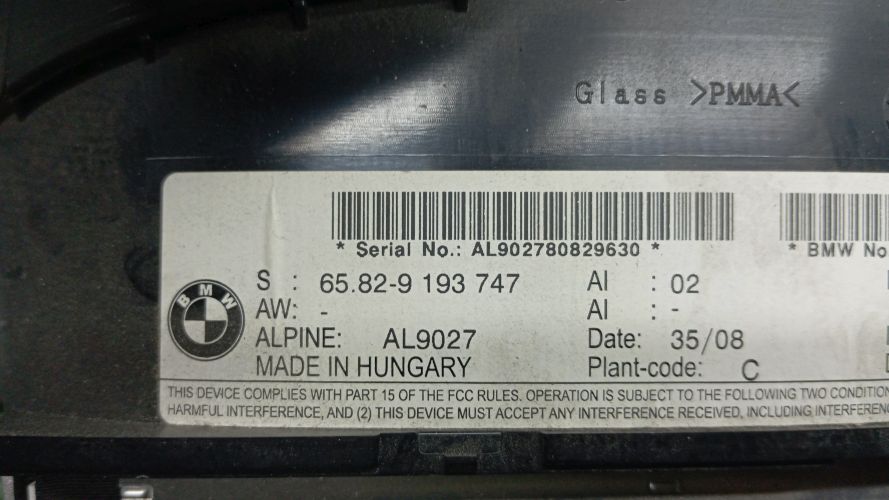 Glass >PMMA<
* Serial No.: AL902780829630 *
* BMW No
S : 65.82-9 193 747 AI : 02
AW: - AI : -
ALPINE: AL9027 Date: 35/08
MADE IN HUNGARY Plant-code: C
BMW
THIS DEVICE COMPLIES WITH PART 15 OF THE FCC RULES. OPERATION IS SUBJECT TO THE FOLLOWING TWO CONDITION
HARMFUL INTERFERENCE, AND (2) THIS DEVICE MUST ACCEPT ANY INTERFERENCE RECEIVED, INCLUDING INTERFEREN